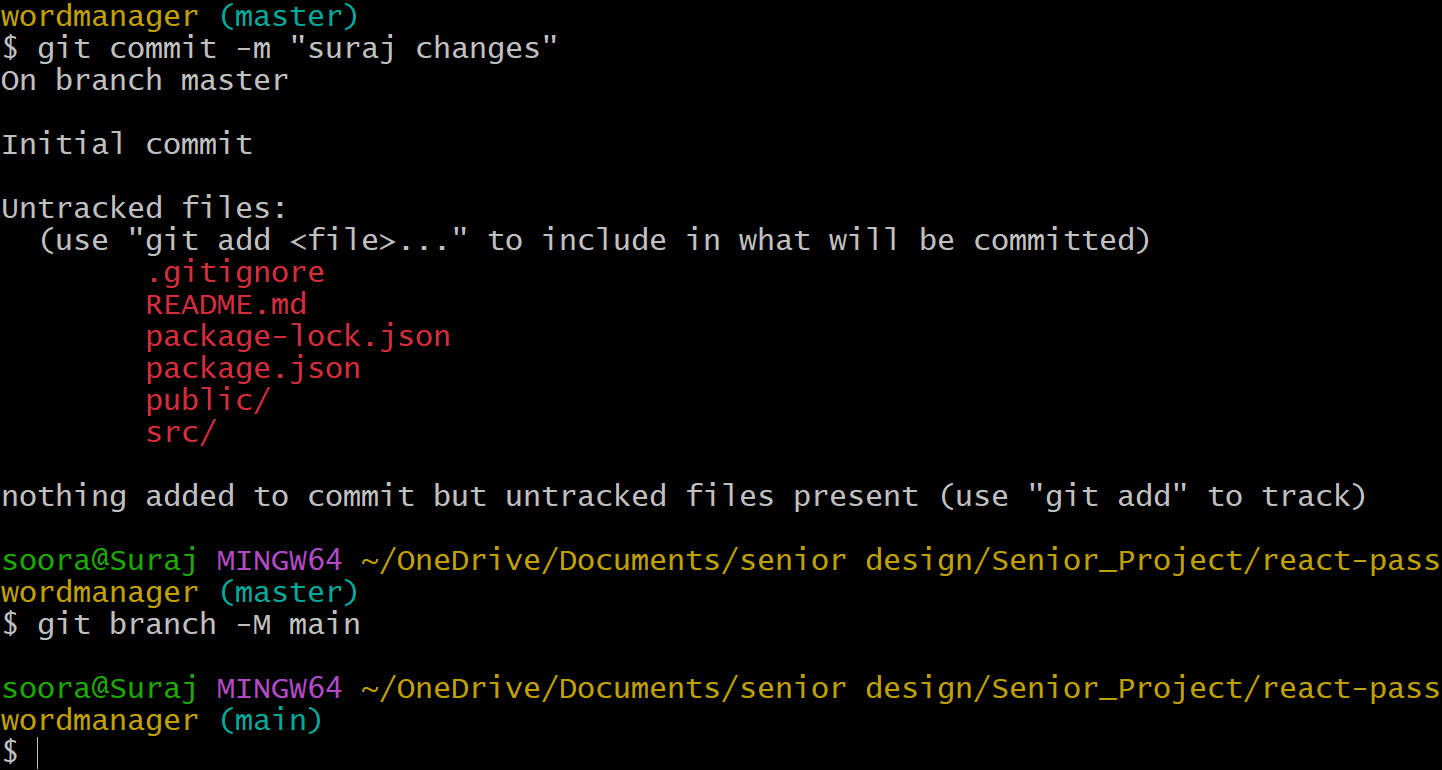 wordmanager (master)
$ git commit -m "suraj changes"
On branch master
Initial commit
Untracked files:
  (use "git add <file>..." to include in what will be committed)
        .gitignore
        README.md
        package-lock.json
        package.json
        public/
        src/
nothing added to commit but untracked files present (use "git add" to track)
soora@Suraj MINGW64 ~/OneDrive/Documents/senior design/Senior_Project/react-pass
wordmanager (master)
$ git branch -M main
soora@Suraj MINGW64 ~/OneDrive/Documents/senior design/Senior_Project/react-pass
wordmanager (main)
$